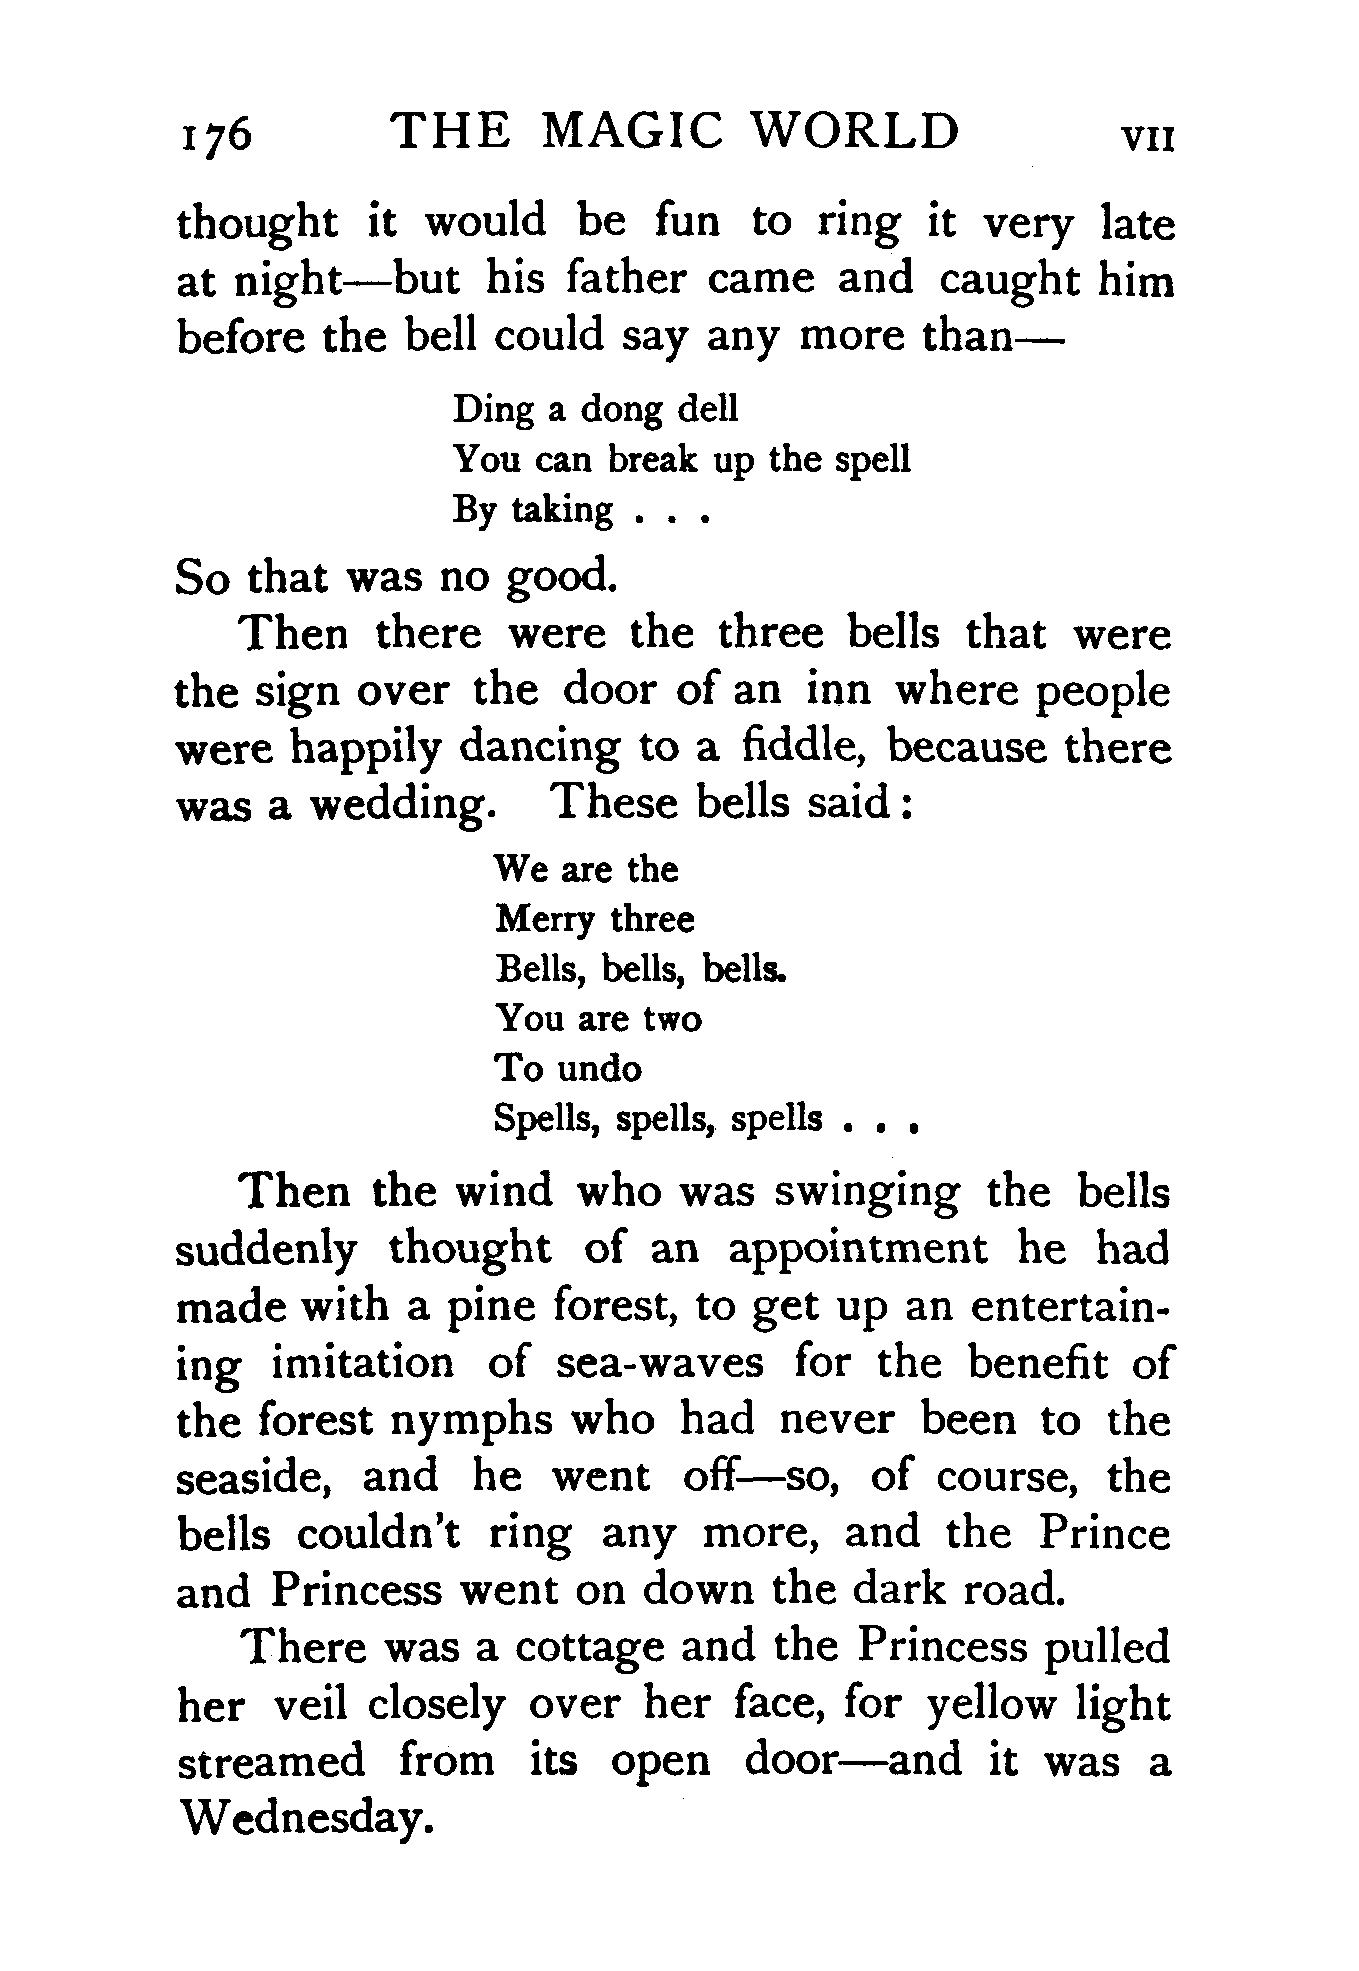 176 THE MAGIC WORLD VII
thought it would be fun to ring it very late
at night—but his father came and caught him
before the bell could say any more than—
Ding a dong dell
You can break up the spell
By taking . . .
So that was no good.
Then there were the three bells that were
the sign over the door of an inn where people
were happily dancing to a fiddle, because there
was a wedding. These bells said :
We are the
Merry three
Bells, bells, bells.
You are two
To undo
Spells, spells, spells . . .
Then the wind who was swinging the bells
suddenly thought of an appointment he had
made with a pine forest, to get up an entertain-
ing imitation of sea-waves for the benefit of
the forest nymphs who had never been to the
seaside, and he went off—so, of course, the
bells couldn't ring any more, and the Prince
and Princess went on down the dark road.
There was a cottage and the Princess pulled
her veil closely over her face, for yellow light
streamed from its open door—and it was a
Wednesday.